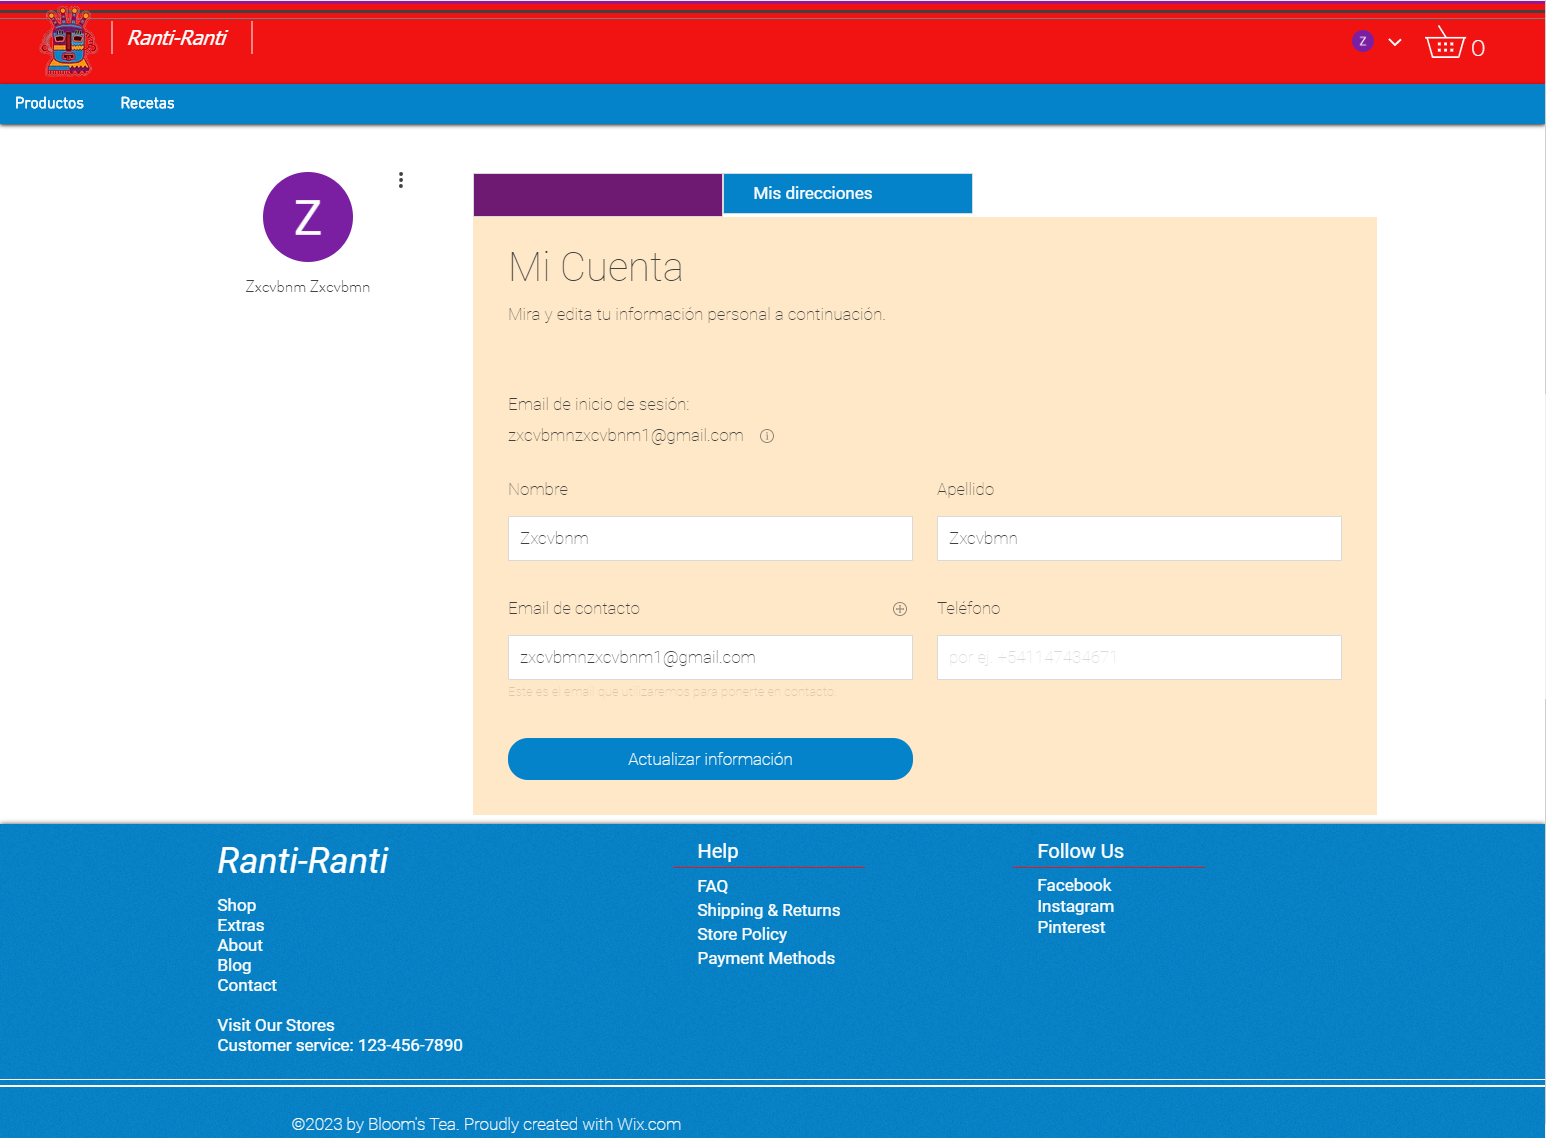 Ranti-Ranti
Z
0
Productos
Recetas
Z
Zxcvbnm Zxcvbmn
Mis direcciones
Mi Cuenta
Mira y edita tu información personal a continuación.
Email de inicio de sesión:
zxcvbmnzxcvbnm1@gmail.com
Nombre
Apellido
Zxcvbnm
Zxcvbmn
Email de contacto
Teléfono
zxcvbmnzxcvbnm1@gmail.com
por ej. +541147434671
Este es el email que utilizaremos para ponerte en contacto.
Actualizar información
Ranti-Ranti
Shop
Extras
About
Blog
Contact
Visit Our Stores
Customer service: 123-456-7890
Help
FAQ
Shipping & Returns
Store Policy
Payment Methods
Follow Us
Facebook
Instagram
Pinterest
©2023 by Bloom's Tea. Proudly created with Wix.com